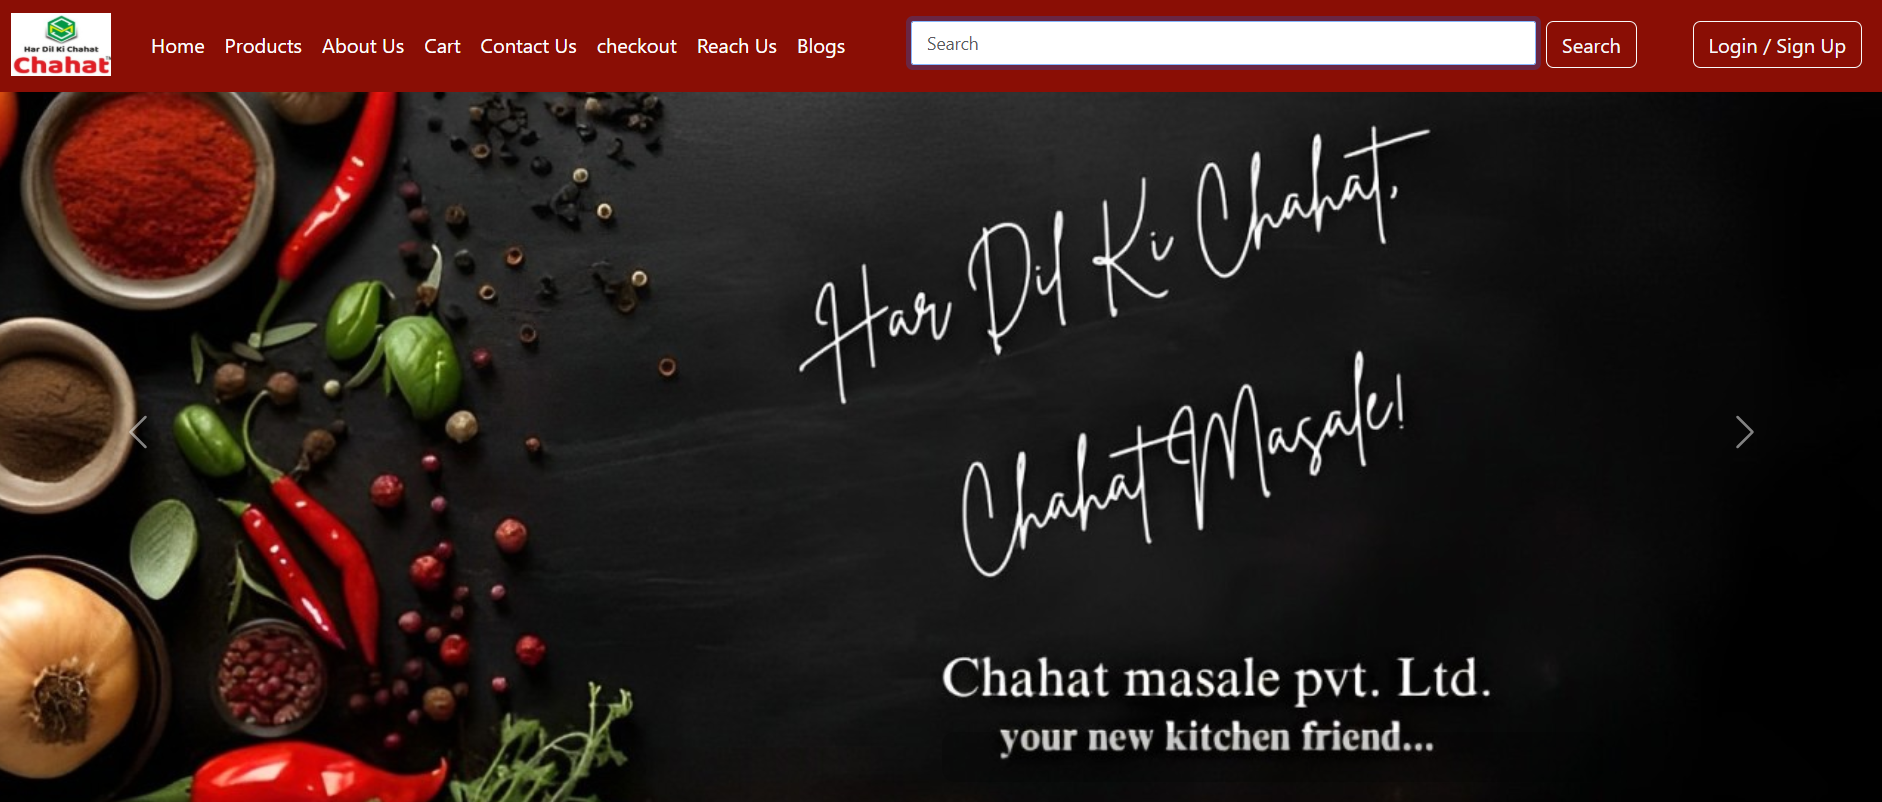 Har Dil Ki Chahat
Chahat
Home Products About Us Cart Contact Us checkout Reach Us Blogs
Search
Search
Login / Sign Up
Har Dil Ki Chahat,
Chahat Masale!
Chahat masale pvt. Ltd.
your new kitchen friend...